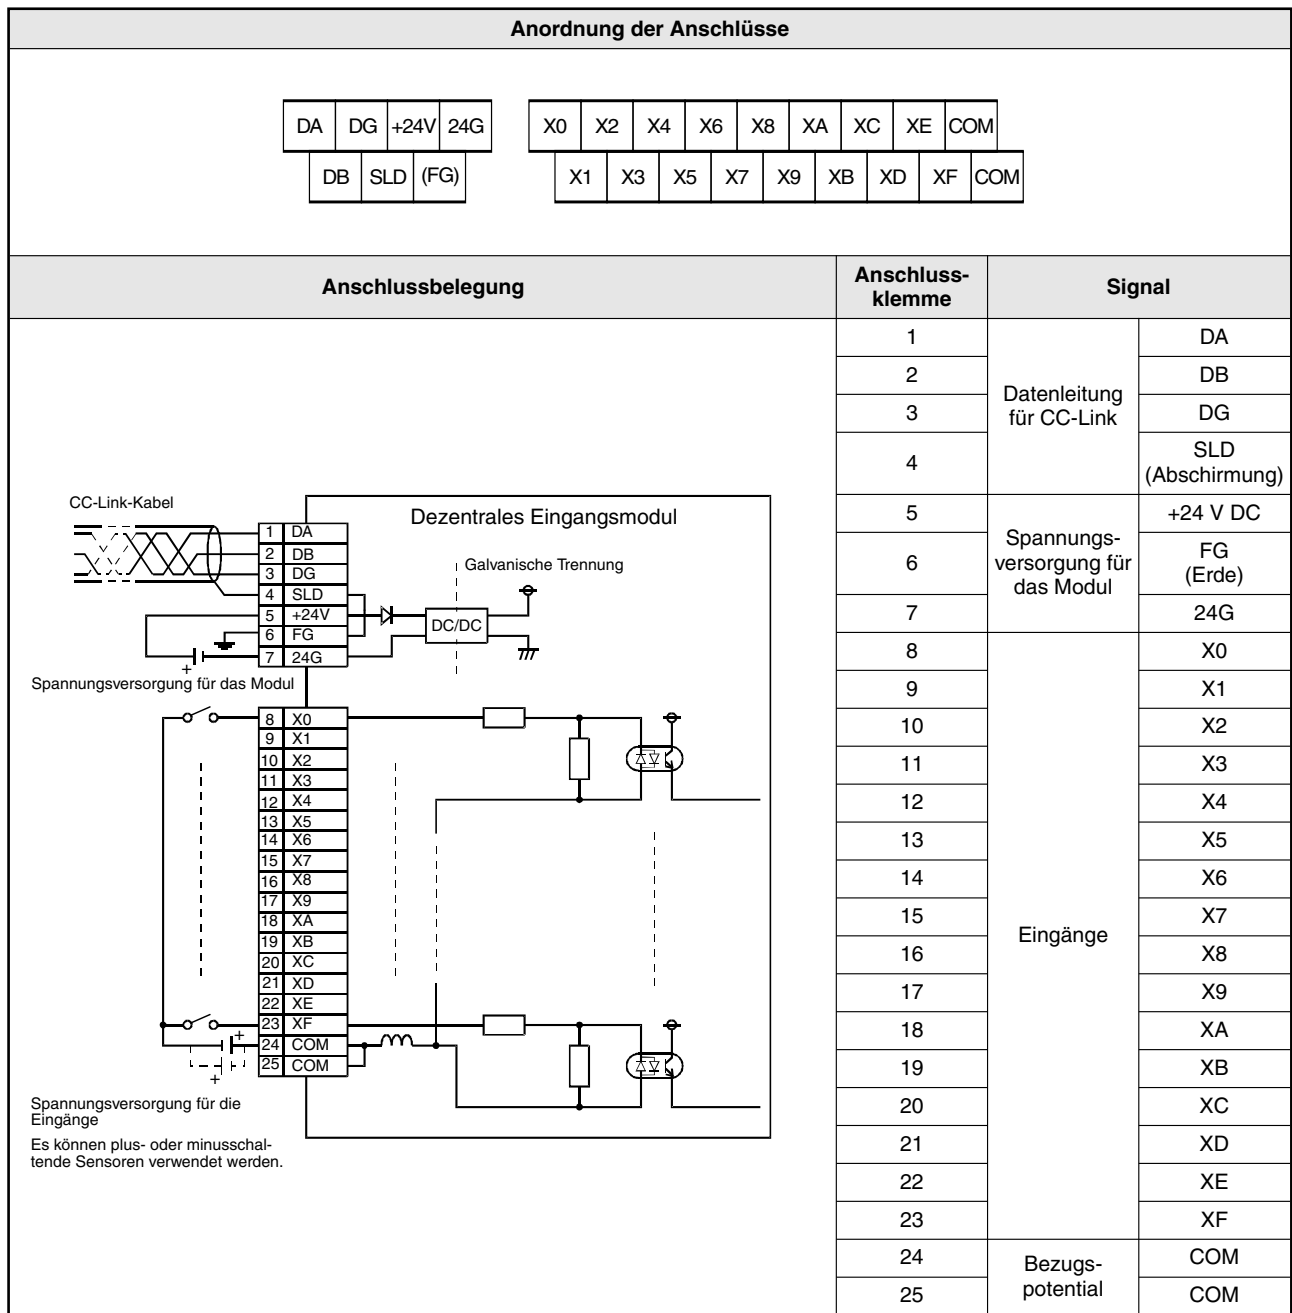 Anordnung der Anschlüsse
DA DG +24V 24G X0 X2 X4 X6 X8 XA XC XE COM
DB SLD (FG) X1 X3 X5 X7 X9 XB XD XF COM
Anschlussbelegung
Anschluss-
klemme
Signal
CC-Link-Kabel
Dezentrales Eingangsmodul
Galvanische Trennung
1 DA
2 DB
3 DG
4 SLD
5 +24V
6 FG
7 24G
DC/DC
+
Spannungsversorgung für das Modul
8 X0
9 X1
10 X2
11 X3
12 X4
13 X5
14 X6
15 X7
16 X8
17 X9
18 XA
19 XB
20 XC
21 XD
22 XE
23 XF
24 COM
25 COM
+
+
Spannungsversorgung für die
Eingänge
Es können plus- oder minusschal-
tende Sensoren verwendet werden.
1 DA
2 DB
Datenleitung
für CC-Link
3 DG
4 SLD
(Abschirmung)
5 +24 V DC
Spannungs-
versorgung für
das Modul
6 FG
(Erde)
7 24G
8 X0
9 X1
10 X2
11 X3
12 X4
13 X5
14 X6
15 X7
Eingänge
16 X8
17 X9
18 XA
19 XB
20 XC
21 XD
22 XE
23 XF
24 COM
Bezugs-
potential
25 COM